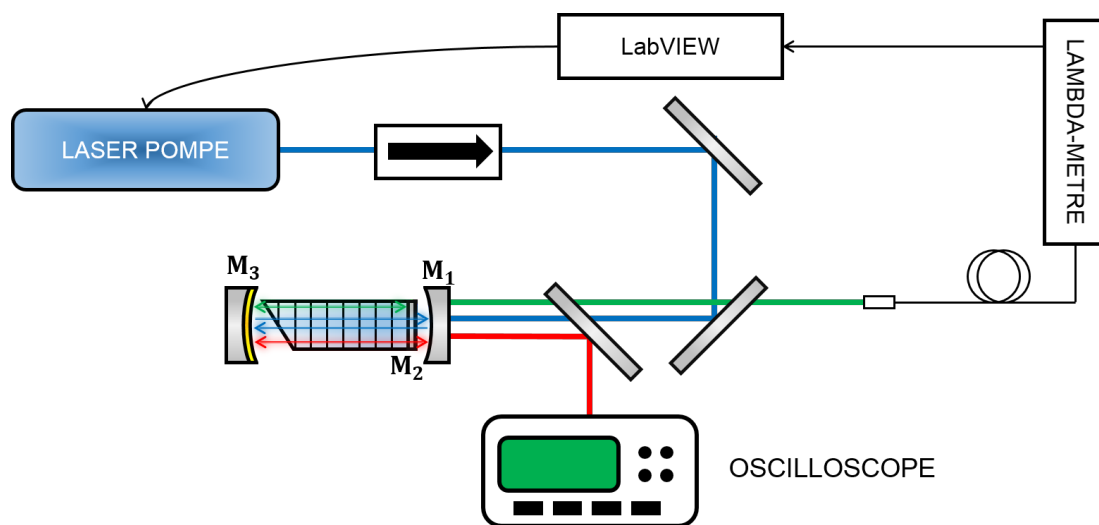 LabVIEW
LASER POMPE
LAMBDA-METRE
M₃
M₁
M₂
OSCILLOSCOPE